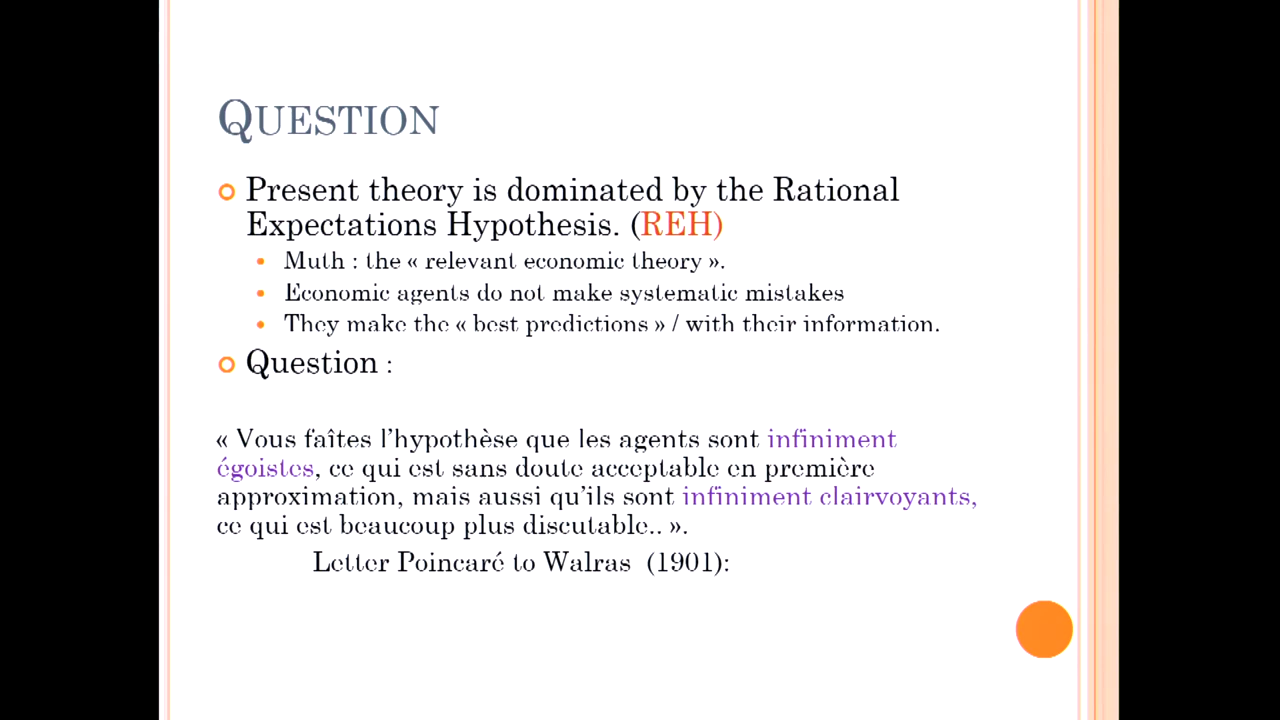 QUESTION
Present theory is dominated by the Rational
Expectations Hypothesis. (REH)
Muth : the « relevant economic theory ».
Economic agents do not make systematic mistakes
They make the « best predictions » / with their information.
Question :
« Vous faîtes l’hypothèse que les agents sont infiniment
égoistes, ce qui est sans doute acceptable en première
approximation, mais aussi qu’ils sont infiniment clairvoyants,
ce qui est beaucoup plus discutable.. ».
Letter Poincaré to Walras (1901):